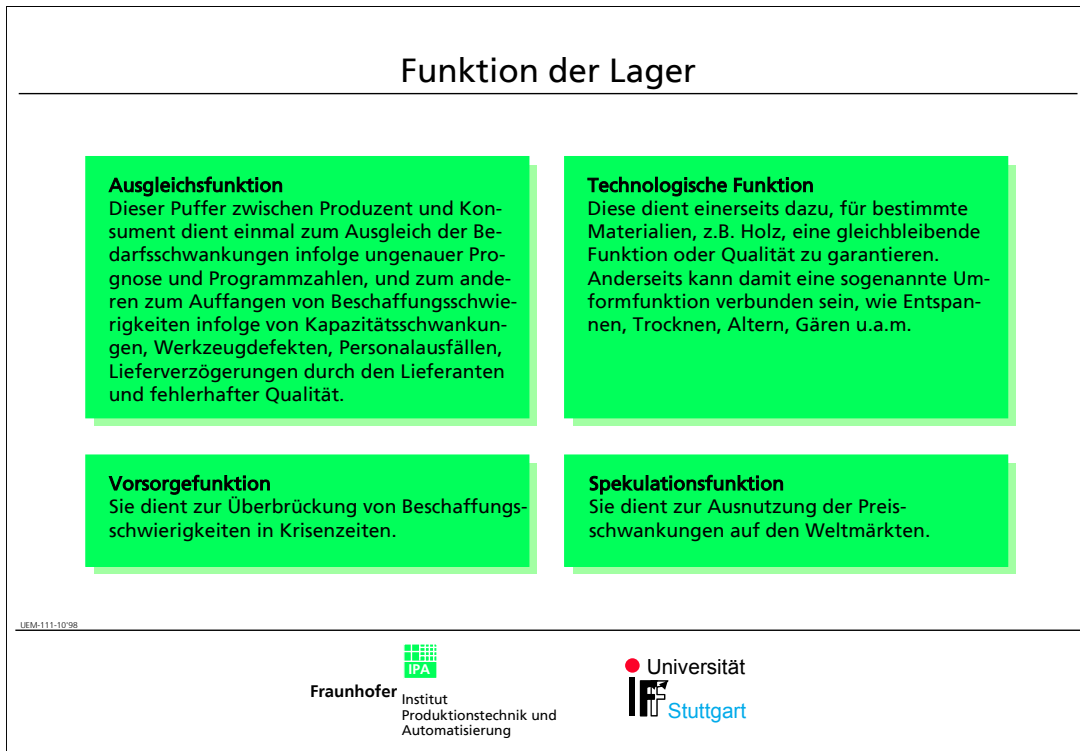 Funktion der Lager
Ausgleichsfunktion
Dieser Puffer zwischen Produzent und Kon-
sument dient einmal zum Ausgleich der Be-
darfsschwankungen infolge ungenauer Pro-
gnose und Programmzahlen, und zum ande-
ren zum Auffangen von Beschaffungsschwie-
rigkeiten infolge von Kapazitätsschwankun-
gen, Werkzeugdefekten, Personalausfällen,
Lieferverzögerungen durch den Lieferanten
und fehlerhafter Qualität.
Technologische Funktion
Diese dient einerseits dazu, für bestimmte
Materialien, z.B. Holz, eine gleichbleibende
Funktion oder Qualität zu garantieren.
Anderseits kann damit eine sogenannte Um-
formfunktion verbunden sein, wie Entspan-
nen, Trocknen, Altern, Gären u.a.m.
Vorsorgefunktion
Sie dient zur Überbrückung von Beschaffungs-
schwierigkeiten in Krisenzeiten.
Spekulationsfunktion
Sie dient zur Ausnutzung der Preis-
schwankungen auf den Weltmärkten.
UEM-111-10'98
IPA
Fraunhofer Institut
Produktionstechnik und
Automatisierung
Universität
IFF
Stuttgart